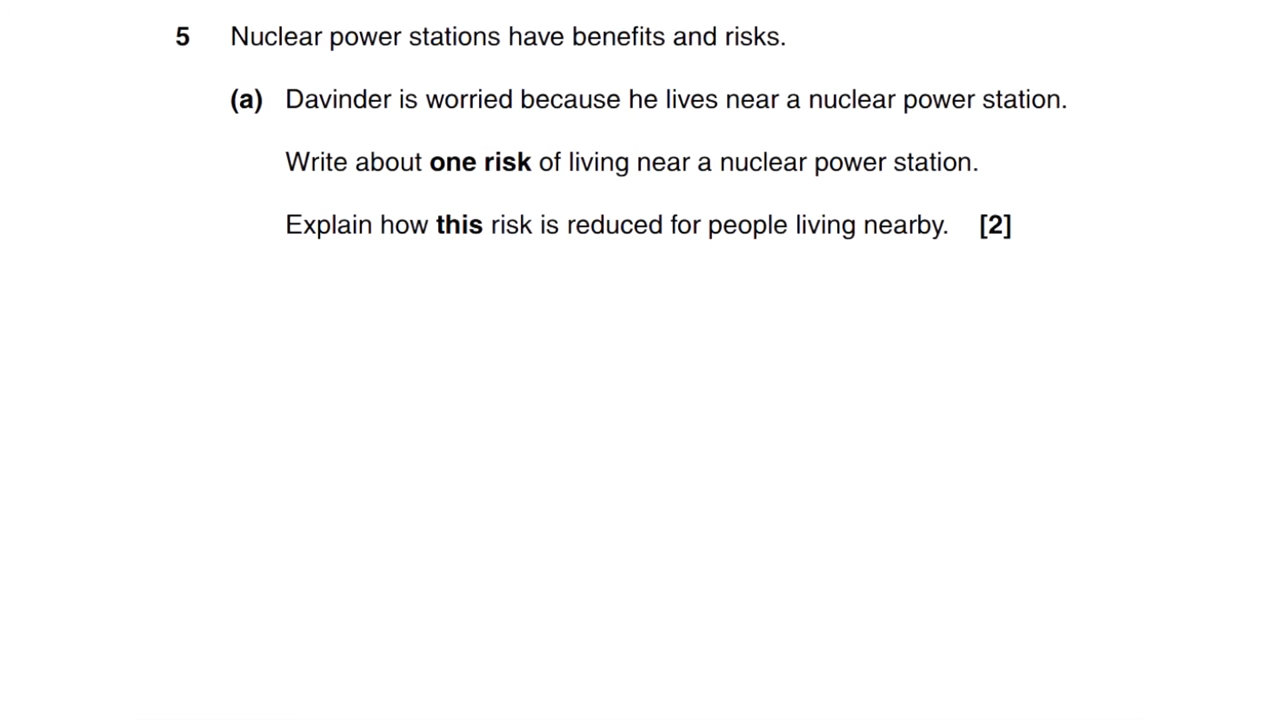 5 Nuclear power stations have benefits and risks.
(a) Davinder is worried because he lives near a nuclear power station.
Write about one risk of living near a nuclear power station.
Explain how this risk is reduced for people living nearby. [2]